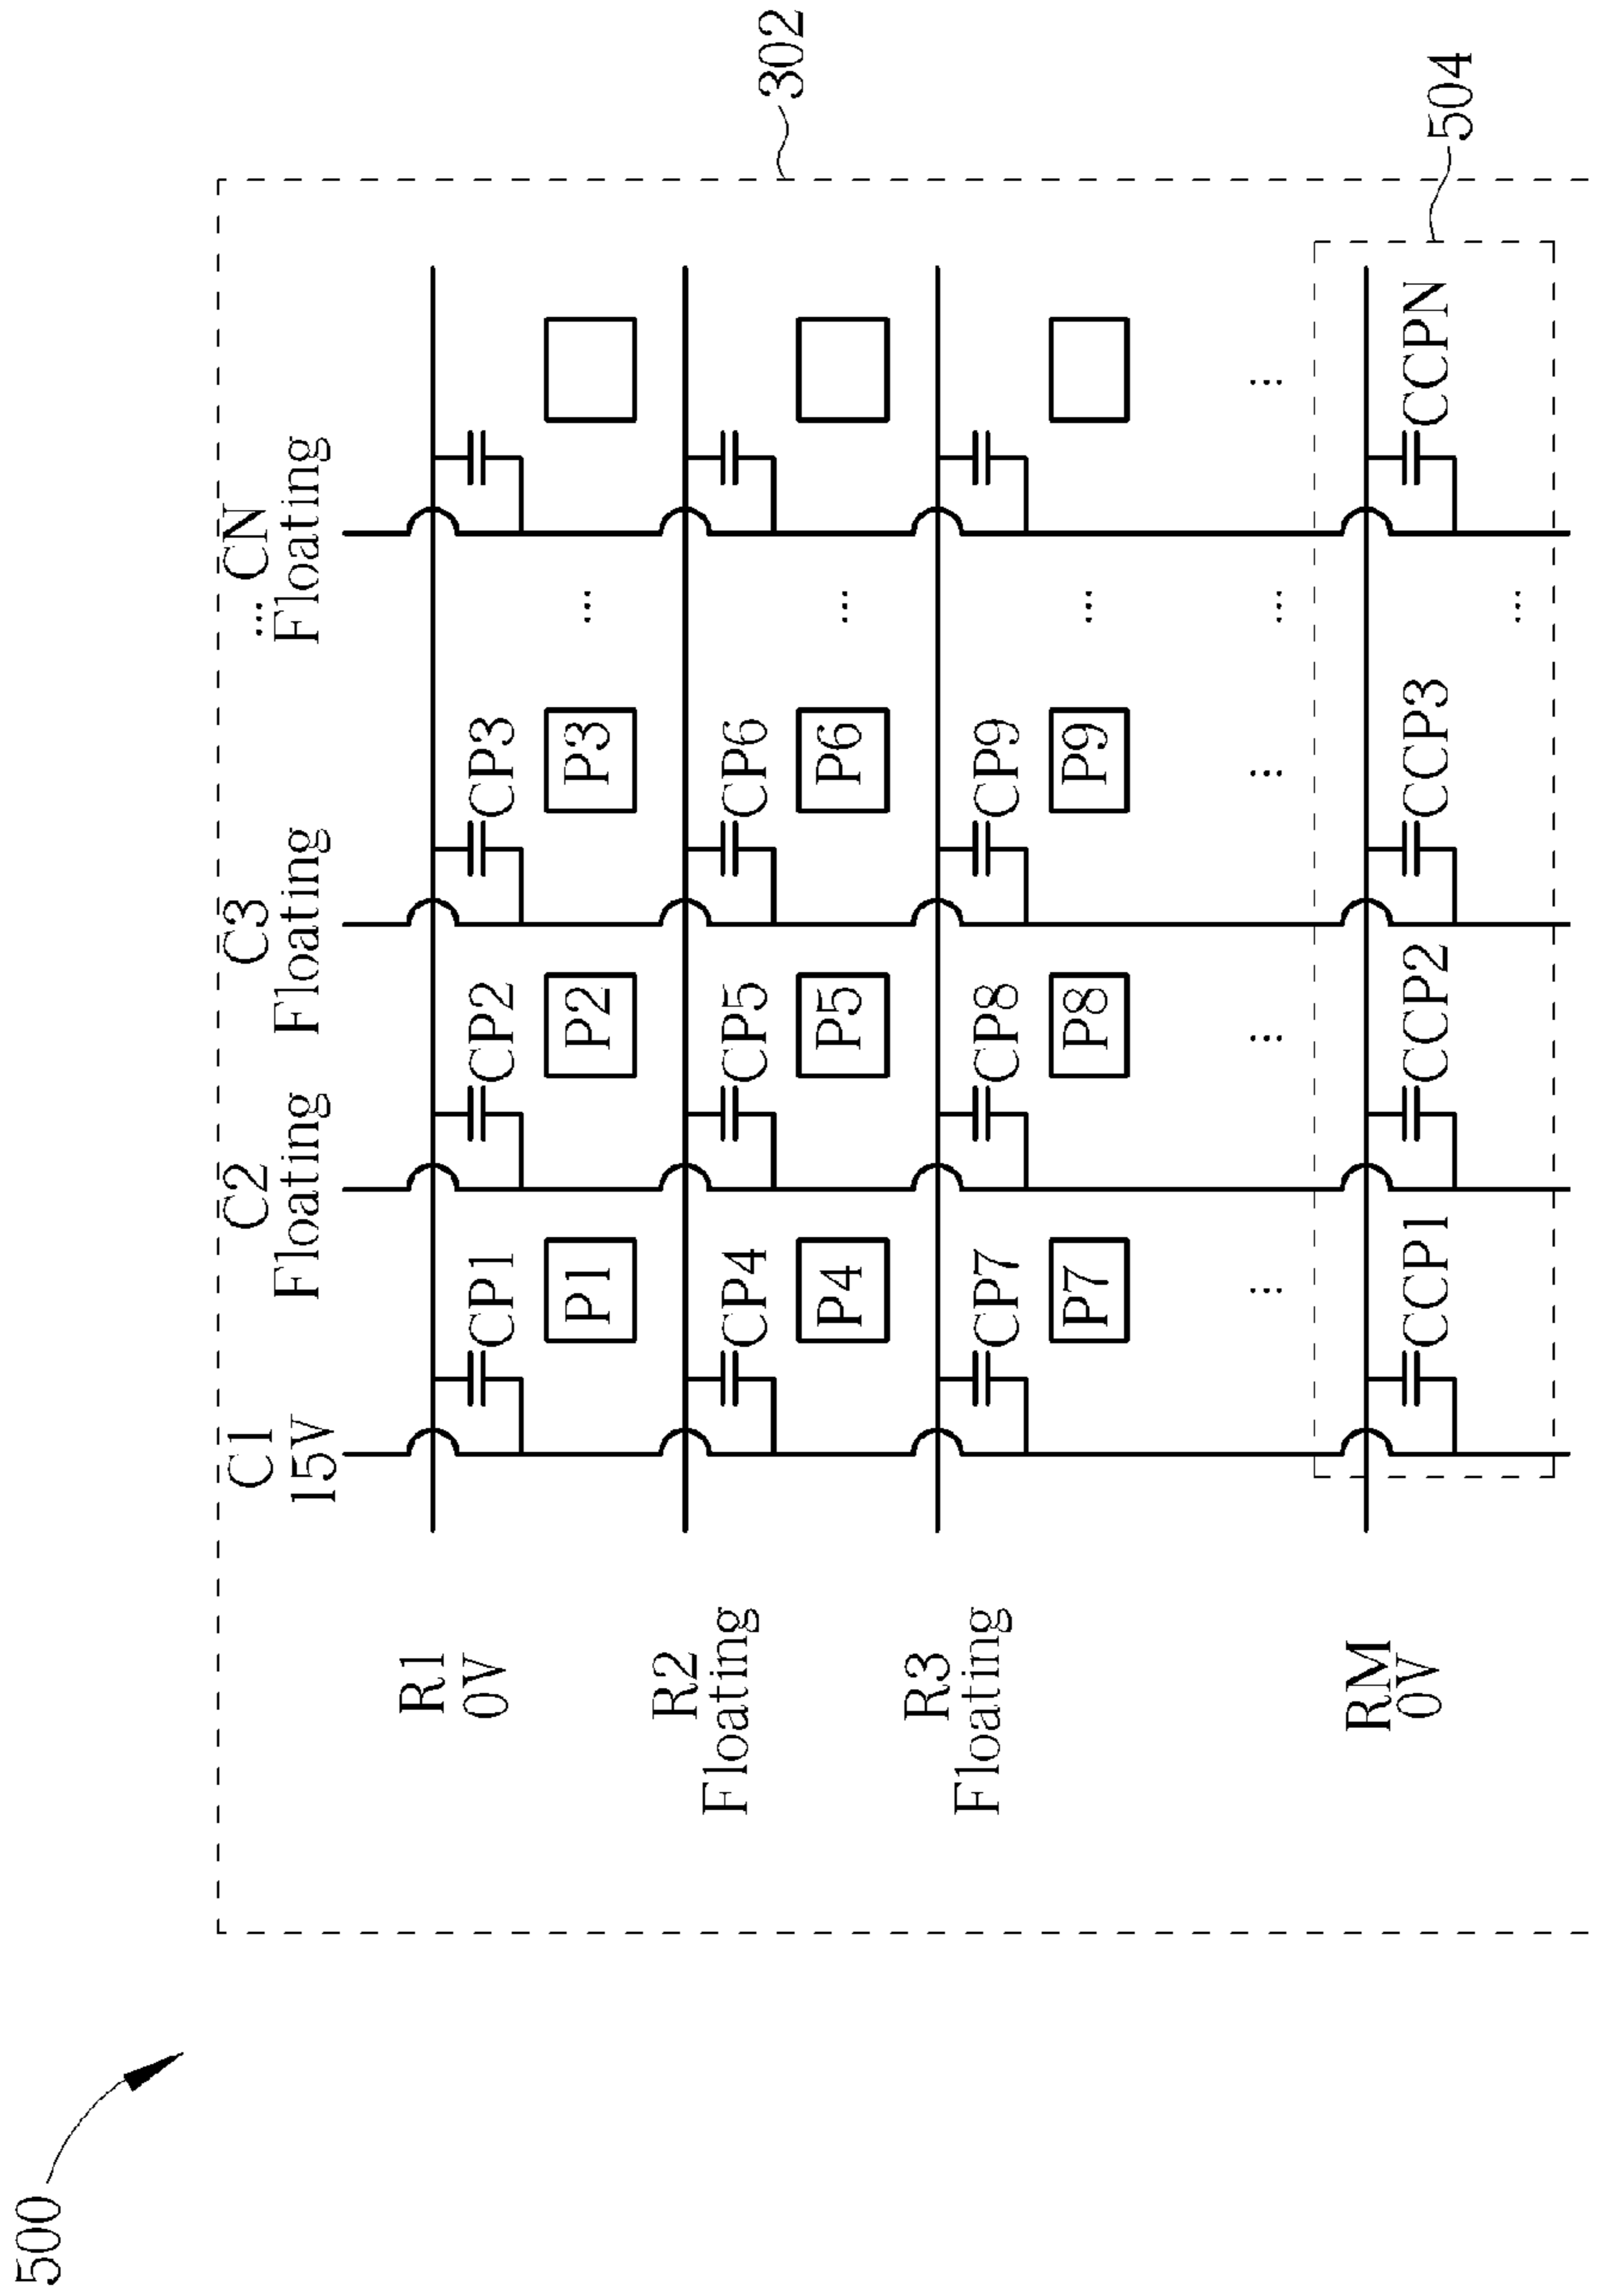 500
302
504
C1 C2 C3 ... CN
15V Floating Floating Floating
R1
0V
CP1 CP2 CP3
P1 P2 P3 ...
R2
Floating
CP4 CP5 CP6
P4 P5 P6 ...
R3
Floating
CP7 CP8 CP9
P7 P8 P9 ...
... ... ... ... ...
RM
0V
CCP1 CCP2 CCP3 CCPN
...